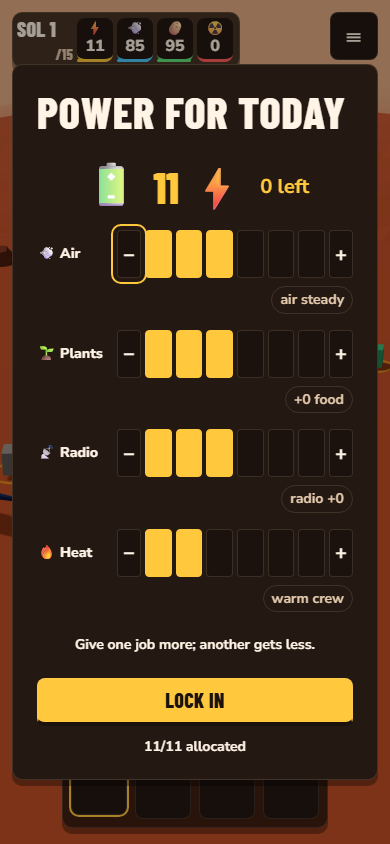 SOL 1
/15
11
85
95
0
POWER FOR TODAY
11
0 left
Air
−
+
air steady
Plants
−
+
+0 food
Radio
−
+
radio +0
Heat
−
+
warm crew
Give one job more; another gets less.
LOCK IN
11/11 allocated